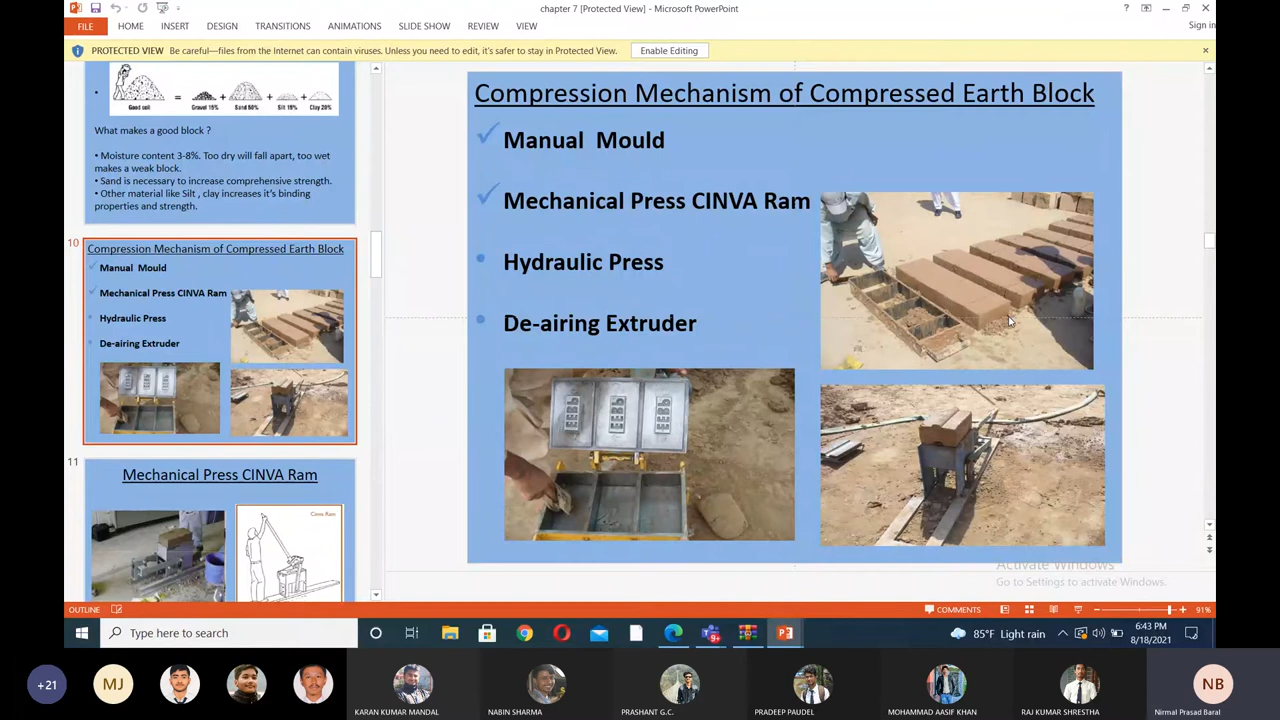 chapter 7 [Protected View] - Microsoft PowerPoint
Sign in
FILE HOME INSERT DESIGN TRANSITIONS ANIMATIONS SLIDE SHOW REVIEW VIEW
PROTECTED VIEW Be careful—files from the Internet can contain viruses. Unless you need to edit, it's safer to stay in Protected View. Enable Editing
Good soil = Gravel 15% + Sand 50% + Silt 15% + Clay 20%
What makes a good block ?
• Moisture content 3-8%. Too dry will fall apart, too wet
makes a weak block.
• Sand is necessary to increase comprehensive strength.
• Other material like Silt , clay increases it's binding
properties and strength.
10
Compression Mechanism of Compressed Earth Block
Manual Mould
Mechanical Press CINVA Ram
Hydraulic Press
De-airing Extruder
11
Mechanical Press CINVA Ram
Cinva Ram
Compression Mechanism of Compressed Earth Block
Manual Mould
Mechanical Press CINVA Ram
Hydraulic Press
De-airing Extruder
Activate Windows
Go to Settings to activate Windows.
OUTLINE
COMMENTS
91%
Type here to search
9+
85°F Light rain
6:43 PM
8/18/2021
+21
MJ
KARAN KUMAR MANDAL
NABIN SHARMA
PRASHANT G.C.
PRADEEP PAUDEL
MOHAMMAD AASIF KHAN
RAJ KUMAR SHRESTHA
NB
Nirmal Prasad Baral